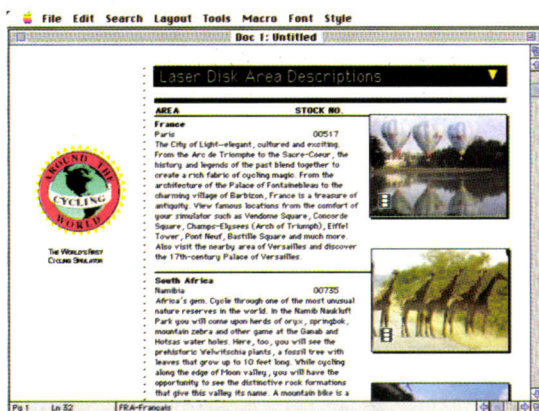 File Edit Search Layout Tools Macro Font Style
Doc 1: Untitled
Laser Disk Area Descriptions
AREA STOCK NO.
France
Paris 00517
The City of Light—elegant, cultured and exciting.
From the Arc de Triomphe to the Sacre-Coeur, the
history and legends of the past blend together to
create a rich fabric of cycling magic. From the
architecture of the Palace of Fontainebleau to the
charming village of Barbizon, France is a treasure of
antiquity. View famous locations from the comfort of
your simulator such as Vendome Square, Concorde
Square, Champs-Elysees (Arch of Triumph), Eiffel
Tower, Pont Neuf, Bastille Square and much more.
Also visit the nearby area of Versailles and discover
the 17th-century Palace of Versailles.
AROUND THE
CYCLING
WORLD
THE WORLD'S FIRST
CYCLING SIMULATOR
South Africa
Namibia 00735
Africa's gem. Cycle through one of the most unusual
nature reserves in the world. In the Namib Naukluft
Park you will come upon herds of oryx, springbok,
mountain zebra and other game at the Ganab and
Hotsas water holes. Here, too, you will see the
prehistoric Welwitschia plants, a fossil tree with
leaves that grow up to 10 feet long. While cycling
along the edge of Moon valley, you will have the
opportunity to see the distinctive rock formations
that give this valley its name. A mountain bike is a
Pg 1 Ln 32 FRA-Français